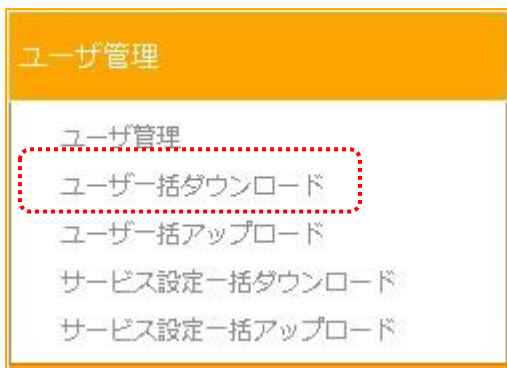 ユーザ管理
ユーザ管理
ユーザ一括ダウンロード
ユーザ一括アップロード
サービス設定一括ダウンロード
サービス設定一括アップロード